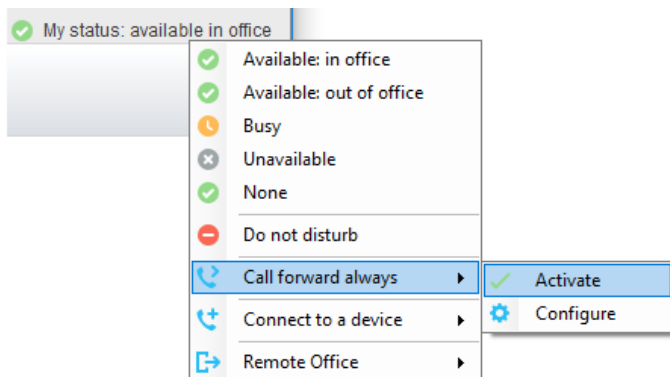 My status: available in office
Available: in office
Available: out of office
Busy
Unavailable
None
Do not disturb
Call forward always
Activate
Configure
Connect to a device
Remote Office